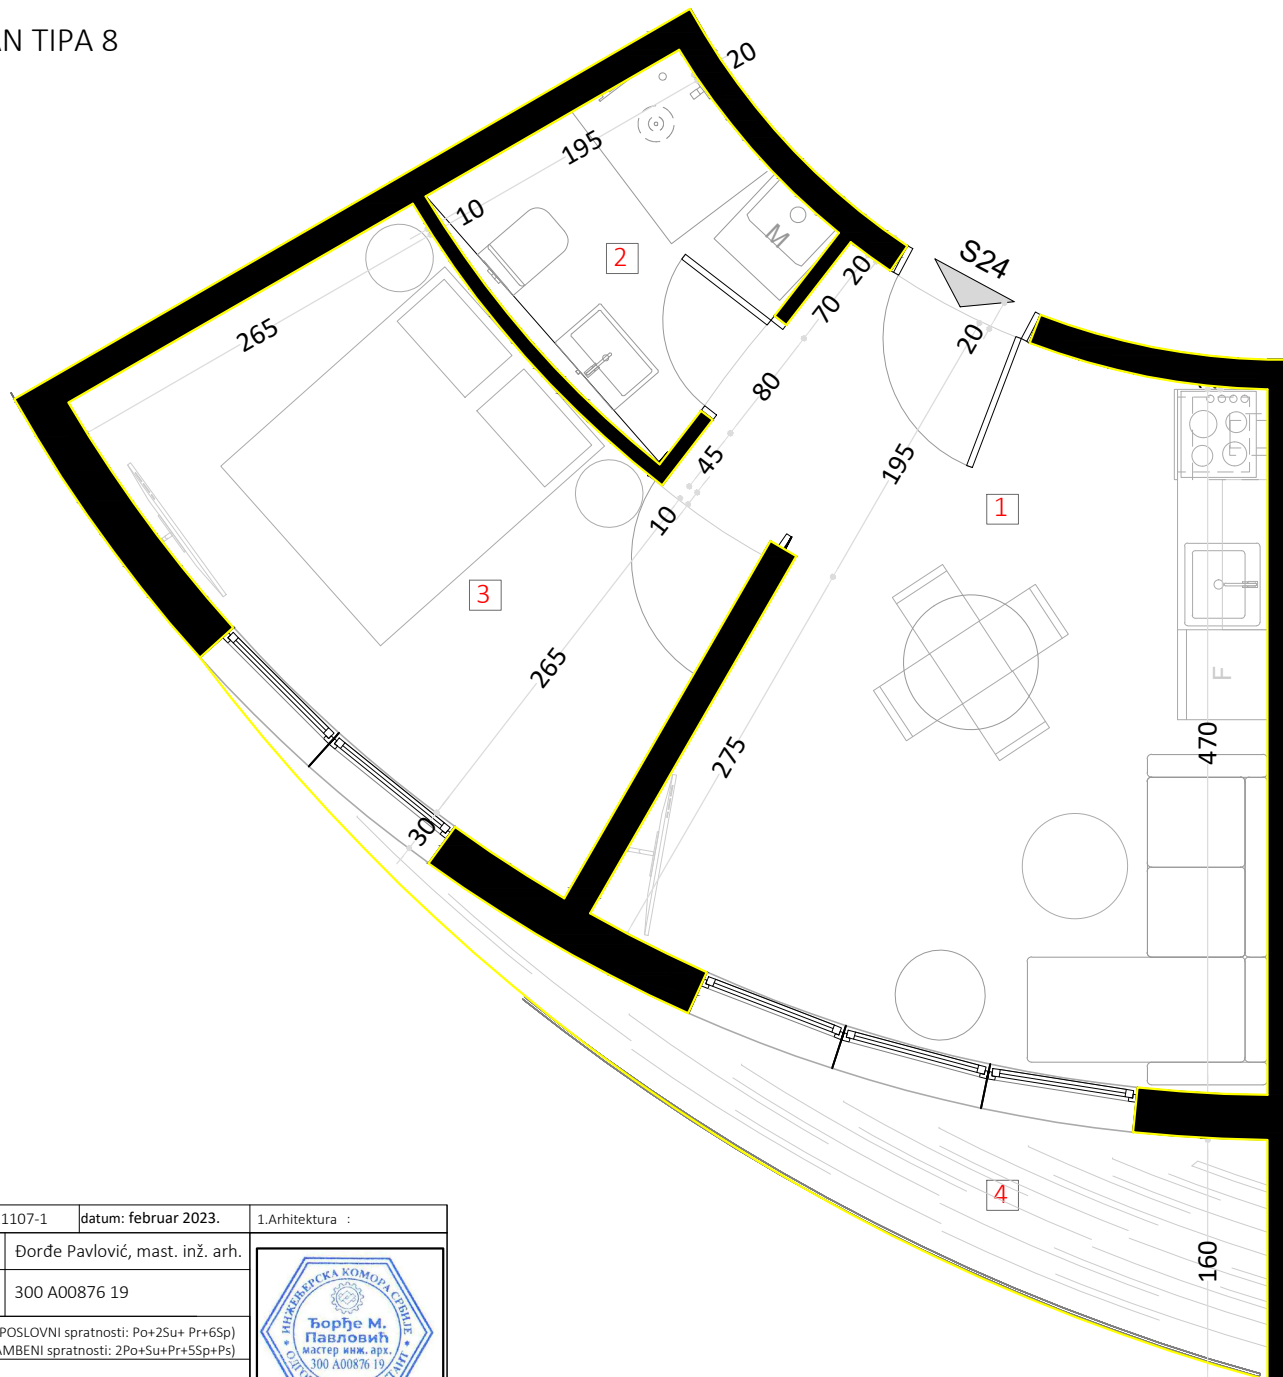 AN TIPA 8
20
195
10
2
M
20
S24
265
70
20
80
45
195
10
1
3
265
F
275
470
30
4
160
1107-1 datum: februar 2023. 1.Arhitektura :
Đorđe Pavlović, mast. inž. arh.
300 A00876 19
POSLOVNI spratnosti: Po+2Su+ Pr+6Sp)
AMBENI spratnosti: 2Po+Su+Pr+5Sp+Ps)
ИНЖЕЊЕРСКА КОМОРА СРБИЈЕ
Ђорђе М.
Павловић
мастер инж. арх.
300 А00876 19